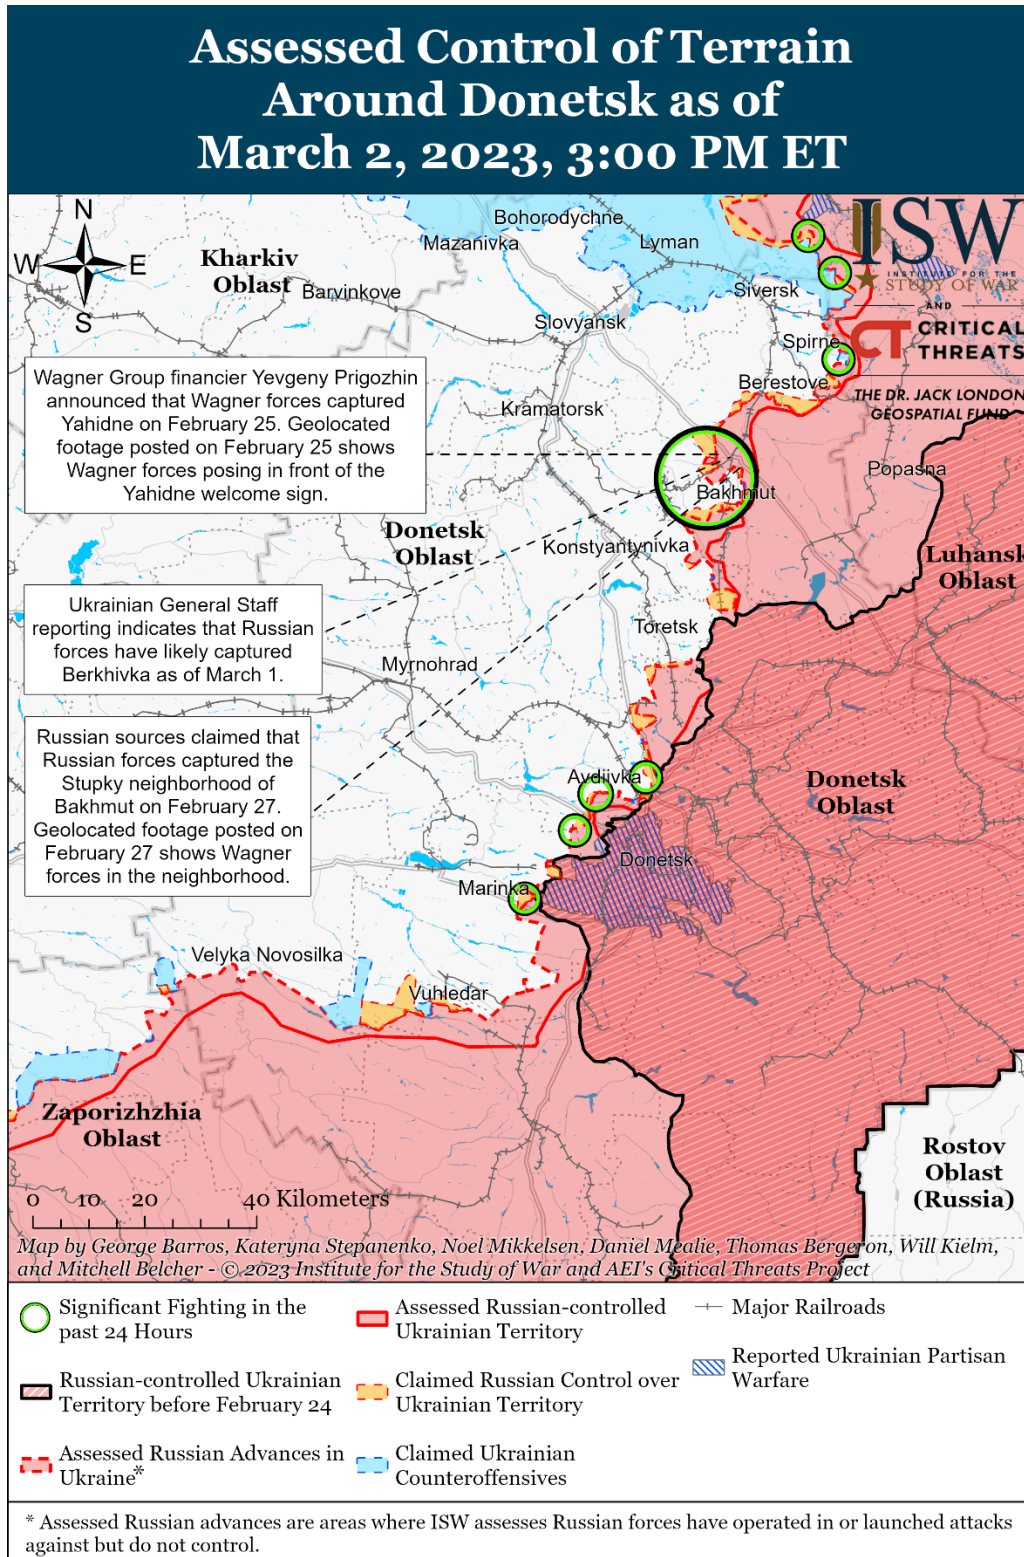 Assessed Control of Terrain
Around Donetsk as of
March 2, 2023, 3:00 PM ET
N
W
E
S
ISW
INSTITUTE FOR THE
STUDY OF WAR
AND
CT CRITICAL
THREATS
THE DR. JACK LONDON
GEOSPATIAL FUND
Bohorodychne
Mazanivka
Lyman
Kharkiv
Oblast
Barvinkove
Siversk
Slovyansk
Spirne
Berestove
Kramatorsk
Wagner Group financier Yevgeny Prigozhin
announced that Wagner forces captured
Yahidne on February 25. Geolocated
footage posted on February 25 shows
Wagner forces posing in front of the
Yahidne welcome sign.
Popasna
Bakhmut
Donetsk
Oblast
Konstyantynivka
Luhansk
Oblast
Ukrainian General Staff
reporting indicates that Russian
forces have likely captured
Berkhivka as of March 1.
Toretsk
Myrnohrad
Russian sources claimed that
Russian forces captured the
Stupky neighborhood of
Bakhmut on February 27.
Geolocated footage posted on
February 27 shows Wagner
forces in the neighborhood.
Avdiivka
Donetsk
Oblast
Donetsk
Marinka
Velyka Novosilka
Vuhledar
Zaporizhzhia
Oblast
Rostov
Oblast
(Russia)
0 10 20 40 Kilometers
Map by George Barros, Kateryna Stepanenko, Noel Mikkelsen, Daniel Mealie, Thomas Bergeron, Will Kielm,
and Mitchell Belcher - © 2023 Institute for the Study of War and AEI's Critical Threats Project
Significant Fighting in the
past 24 Hours
Russian-controlled Ukrainian
Territory before February 24
Assessed Russian Advances in
Ukraine*
Assessed Russian-controlled
Ukrainian Territory
Claimed Russian Control over
Ukrainian Territory
Claimed Ukrainian
Counteroffensives
Major Railroads
Reported Ukrainian Partisan
Warfare
* Assessed Russian advances are areas where ISW assesses Russian forces have operated in or launched attacks
against but do not control.